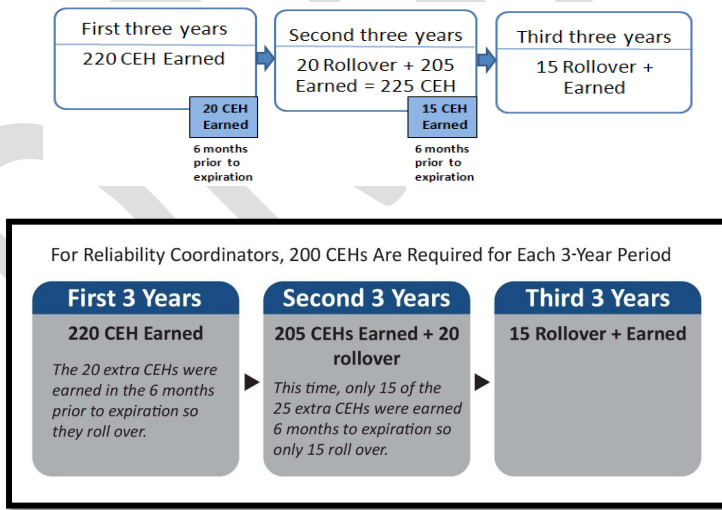 First three years
220 CEH Earned
20 CEH
Earned
6 months
prior to
expiration
Second three years
20 Rollover + 205
Earned = 225 CEH
15 CEH
Earned
6 months
prior to
expiration
Third three years
15 Rollover +
Earned
For Reliability Coordinators, 200 CEHs Are Required for Each 3-Year Period
First 3 Years
220 CEH Earned
The 20 extra CEHs were
earned in the 6 months
prior to expiration so
they roll over.
Second 3 Years
205 CEHs Earned + 20
rollover
This time, only 15 of the
25 extra CEHs were earned
6 months to expiration so
only 15 roll over.
Third 3 Years
15 Rollover + Earned